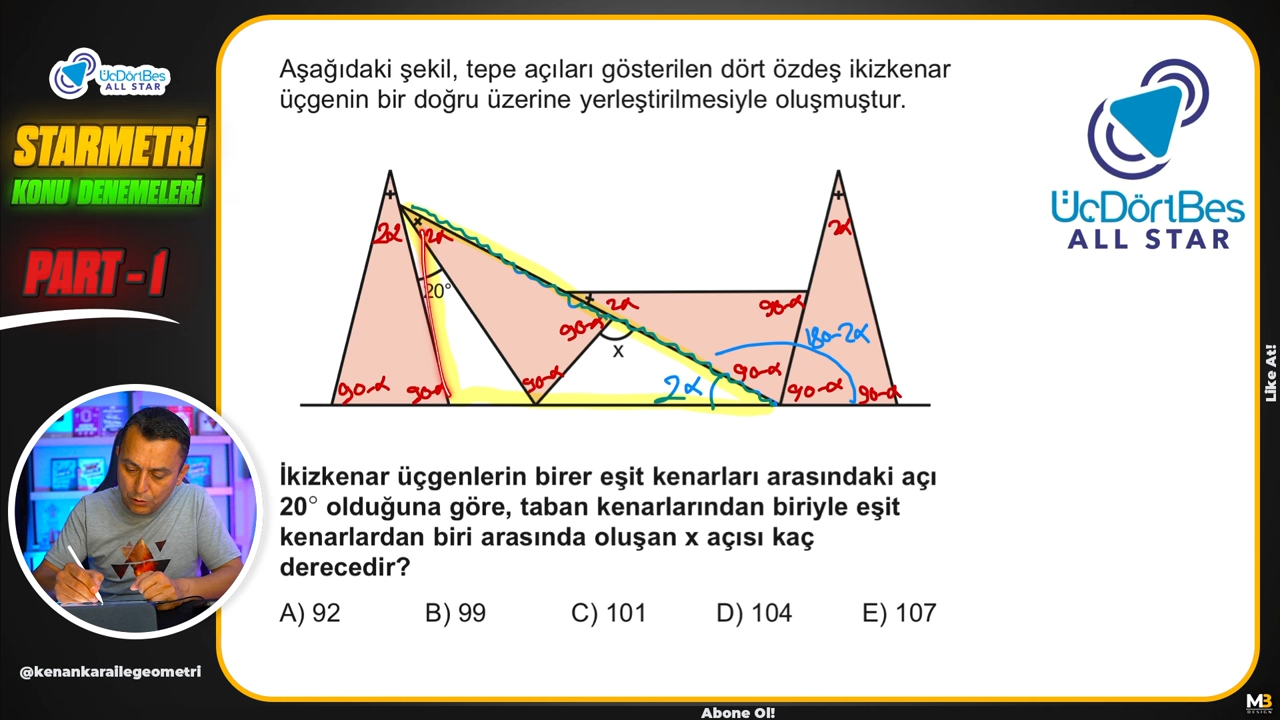 ÜçDörtBeş
ALL STAR
STARMETRİ
KONU DENEMELERİ
PART - 1
Aşağıdaki şekil, tepe açıları gösterilen dört özdeş ikizkenar
üçgenin bir doğru üzerine yerleştirilmesiyle oluşmuştur.
ÜçDörtBeş
ALL STAR
2α
2α
2α
20°
2α
90-α
90-α
180-2α
x
90-α
90-α
90-α
90-α
2α
90-α
90-α
90-α
İkizkenar üçgenlerin birer eşit kenarları arasındaki açı
20° olduğuna göre, taban kenarlarından biriyle eşit
kenarlardan biri arasında oluşan x açısı kaç
derecedir?
A) 92 B) 99 C) 101 D) 104 E) 107
@kenankarailegeometri
Like At!
Abone Ol!
MB
DESIGN